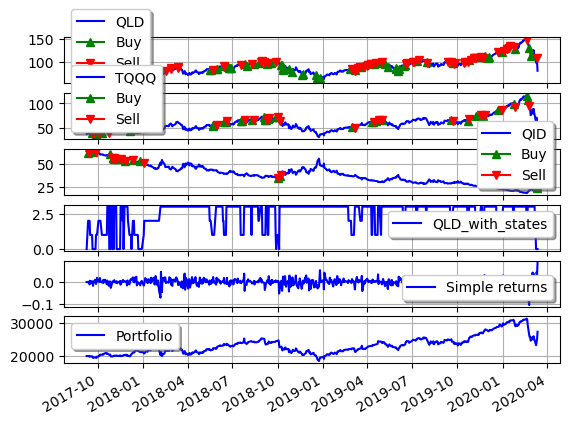 QLD
Buy
Sell
150
100
TQQQ
Buy
Sell
100
50
QID
Buy
Sell
50
25
QLD_with_states
2.5
0.0
Simple returns
0.0
−0.1
Portfolio
30000
20000
2017-10
2018-01
2018-04
2018-07
2018-10
2019-01
2019-04
2019-07
2019-10
2020-01
2020-04